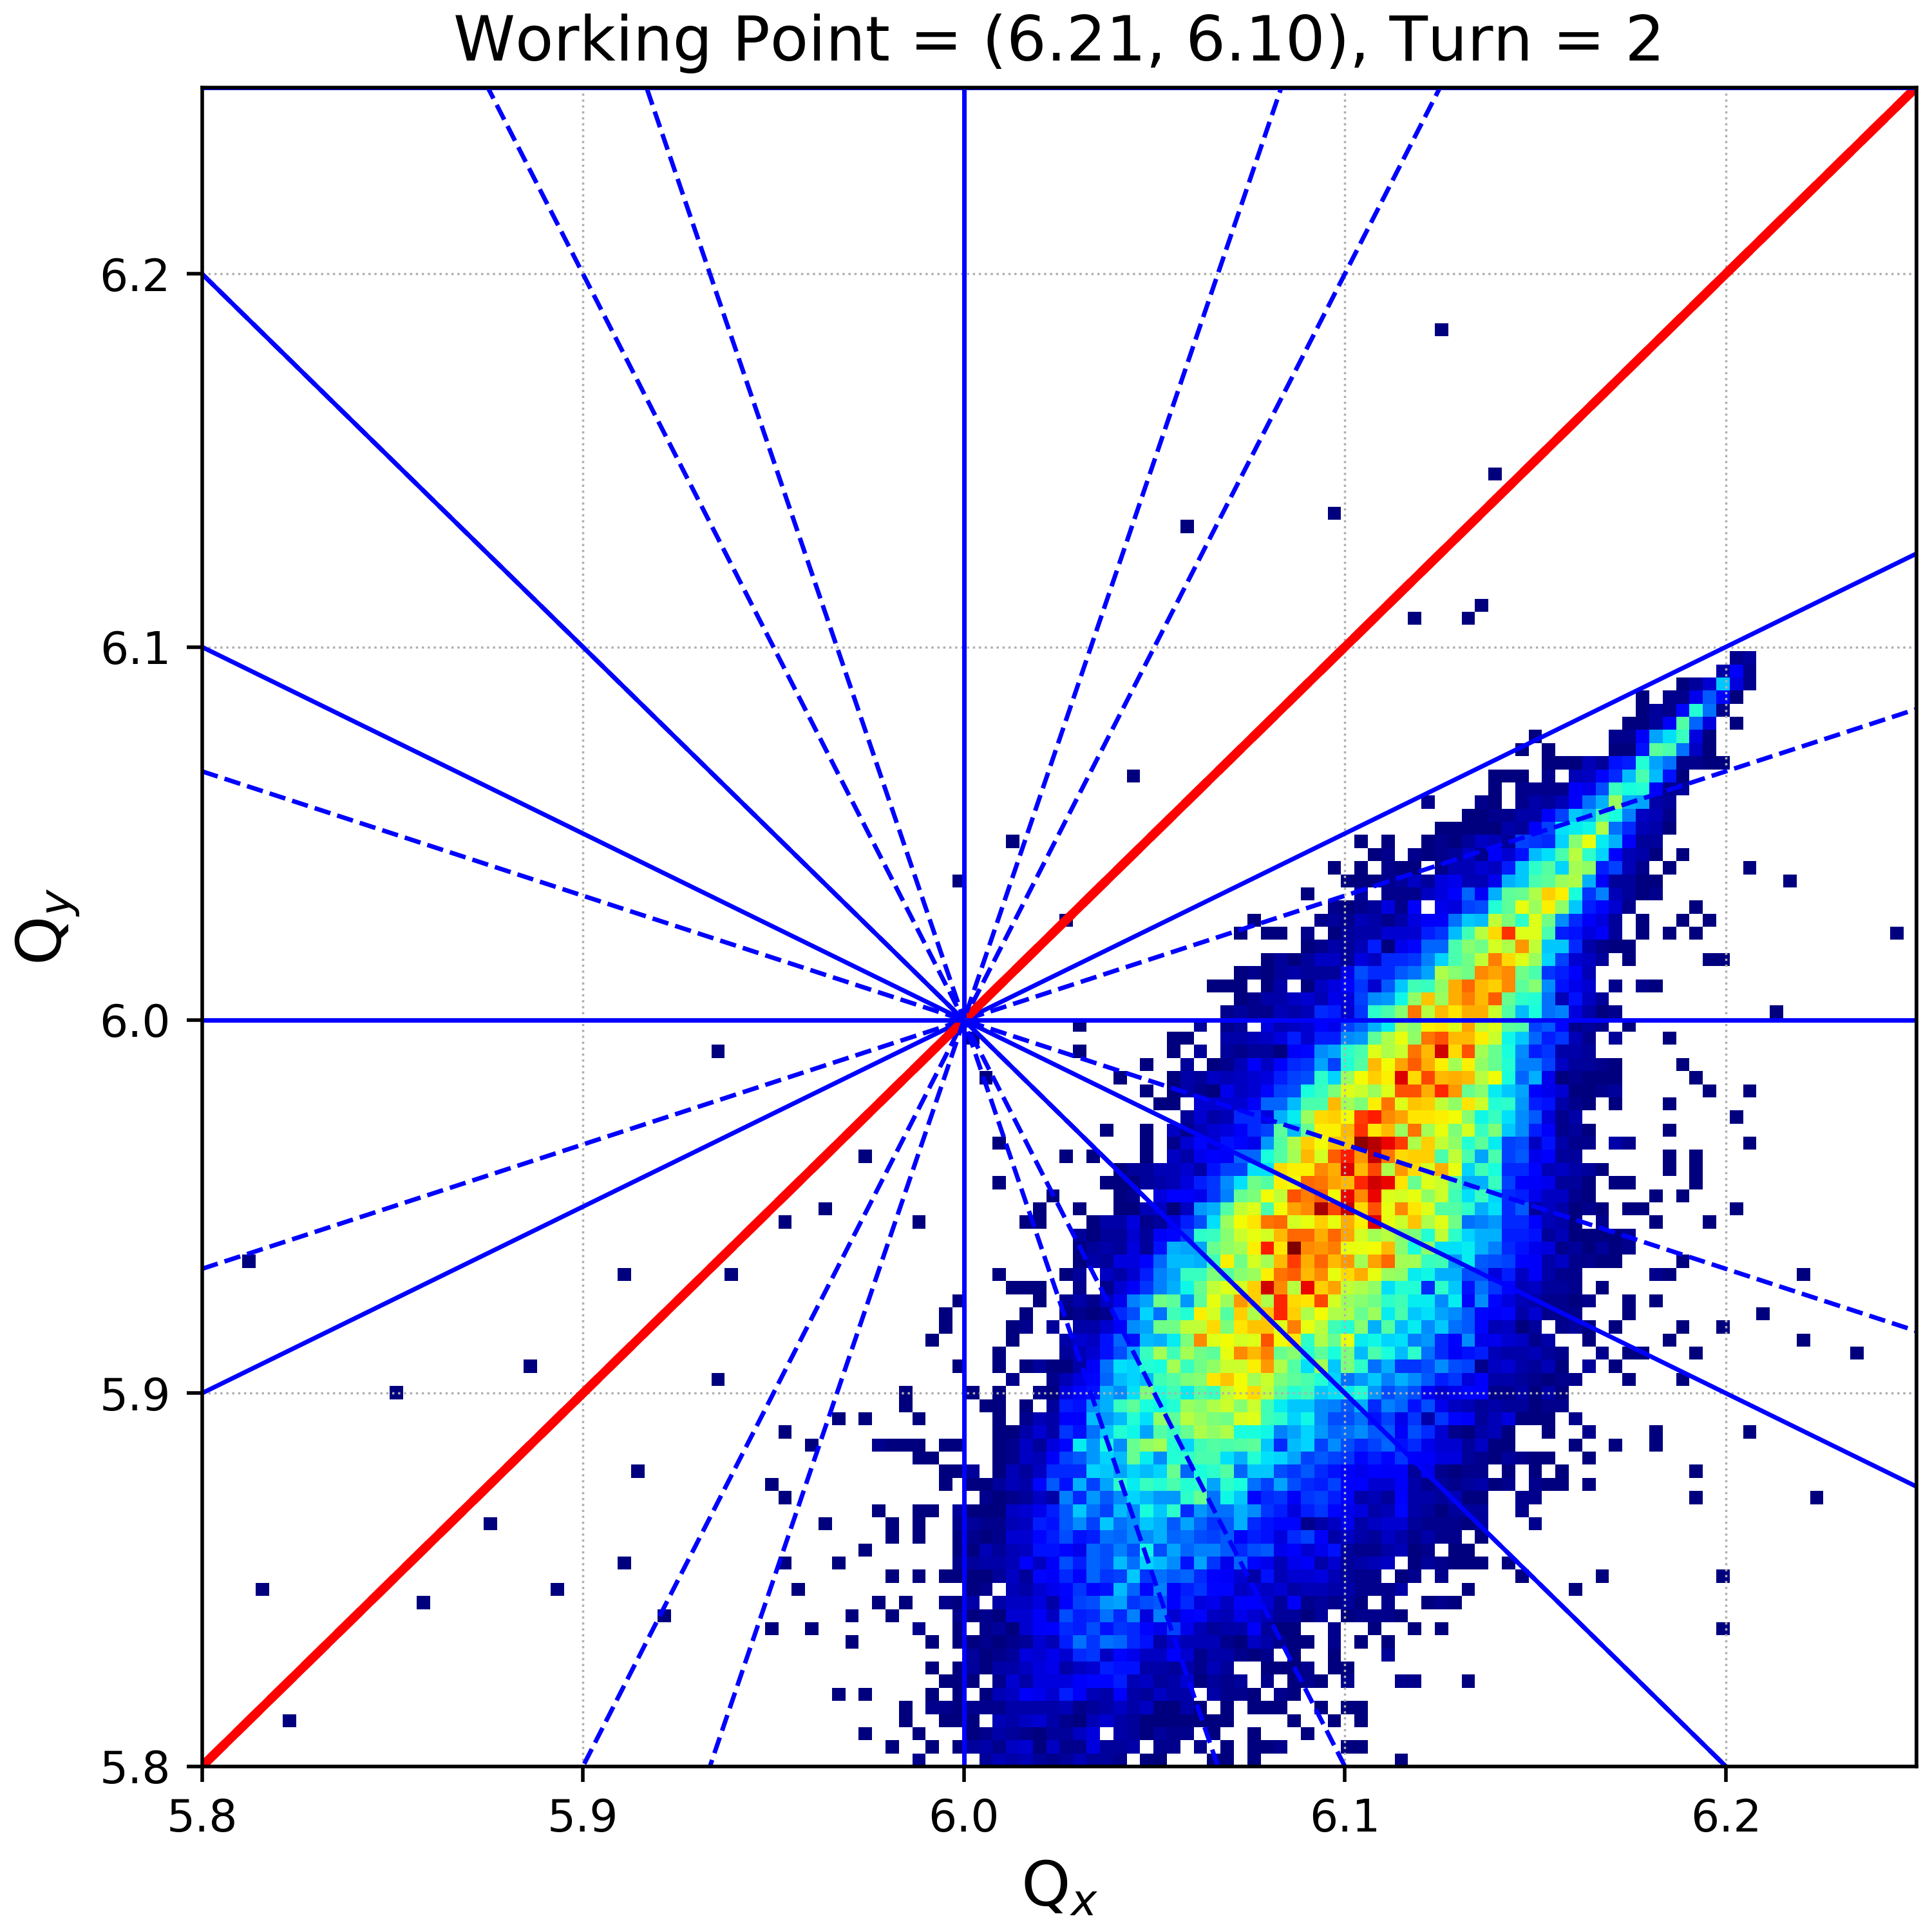 Working Point = (6.21, 6.10), Turn = 2
6.2
6.1
6.0
5.9
5.8
Qy
5.8 5.9 6.0 6.1 6.2
Qx